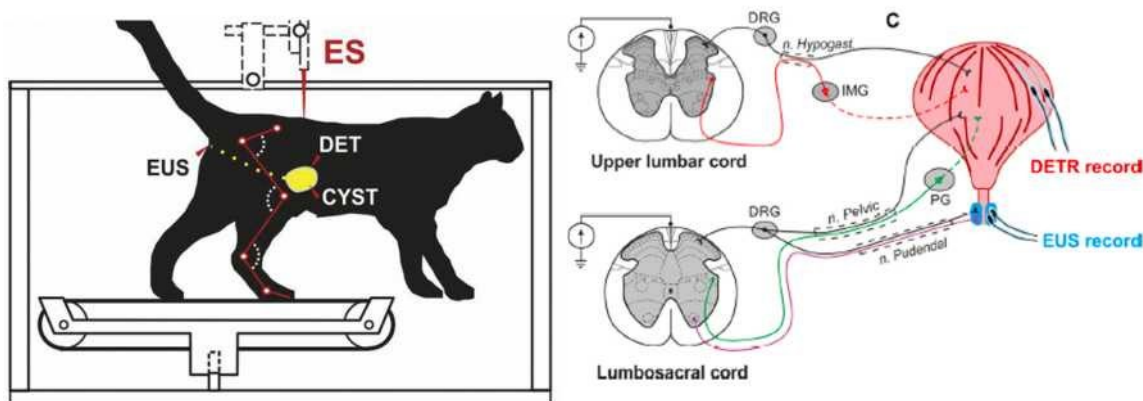 ES
DET
EUS
CYST
C
DRG
n. Hypogast
IMG
Upper lumbar cord
DETR record
DRG
n. Pelvic
PG
n. Pudendal
EUS record
Lumbosacral cord